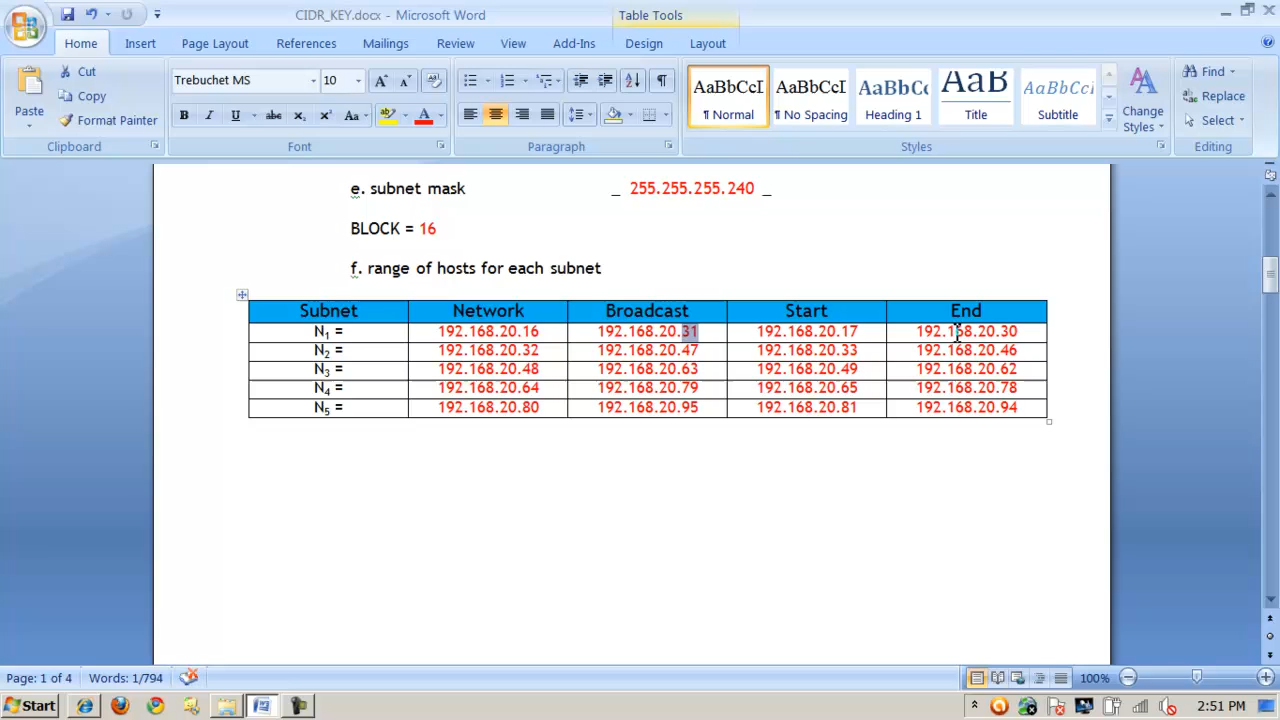 CIDR_KEY.docx - Microsoft Word
Table Tools
Home Insert Page Layout References Mailings Review View Add-Ins Design Layout
Paste
Cut
Copy
Format Painter
Clipboard
Trebuchet MS 10
B I U abc X₂ X² Aa
Font
Paragraph
AaBbCcI AaBbCcI AaBbCc AaB AaBbCcI
¶ Normal ¶ No Spacing Heading 1 Title Subtitle
Change Styles
Styles
Find
Replace
Select
Editing
e. subnet mask _ 255.255.255.240 _
BLOCK = 16
f. range of hosts for each subnet
Subnet Network Broadcast Start End
N₁ = 192.168.20.16 192.168.20.31 192.168.20.17 192.168.20.30
N₂ = 192.168.20.32 192.168.20.47 192.168.20.33 192.168.20.46
N₃ = 192.168.20.48 192.168.20.63 192.168.20.49 192.168.20.62
N₄ = 192.168.20.64 192.168.20.79 192.168.20.65 192.168.20.78
N₅ = 192.168.20.80 192.168.20.95 192.168.20.81 192.168.20.94
Page: 1 of 4 Words: 1/794 100%
Start 2:51 PM